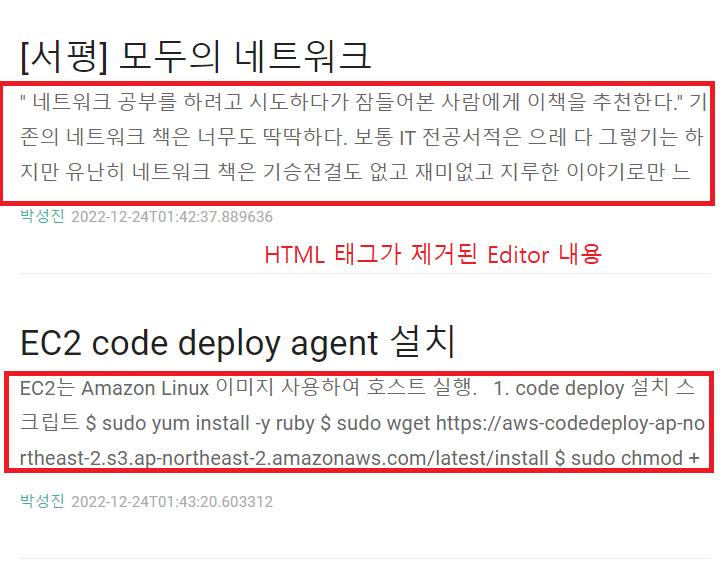 [서평] 모두의 네트워크
" 네트워크 공부를 하려고 시도하다가 잠들어본 사람에게 이책을 추천한다." 기
존의 네트워크 책은 너무도 딱딱하다. 보통 IT 전공서적은 으레 다 그렇기는 하
지만 유난히 네트워크 책은 기승전결도 없고 재미없고 지루한 이야기로만 느
박성진 2022-12-24T01:42:37.889636
HTML 태그가 제거된 Editor 내용
EC2 code deploy agent 설치
EC2는 Amazon Linux 이미지 사용하여 호스트 실행.   1. code deploy 설치 스
크립트 $ sudo yum install -y ruby $ sudo wget https://aws-codedeploy-ap-no
rtheast-2.s3.ap-northeast-2.amazonaws.com/latest/install $ sudo chmod +
박성진 2022-12-24T01:43:20.603312